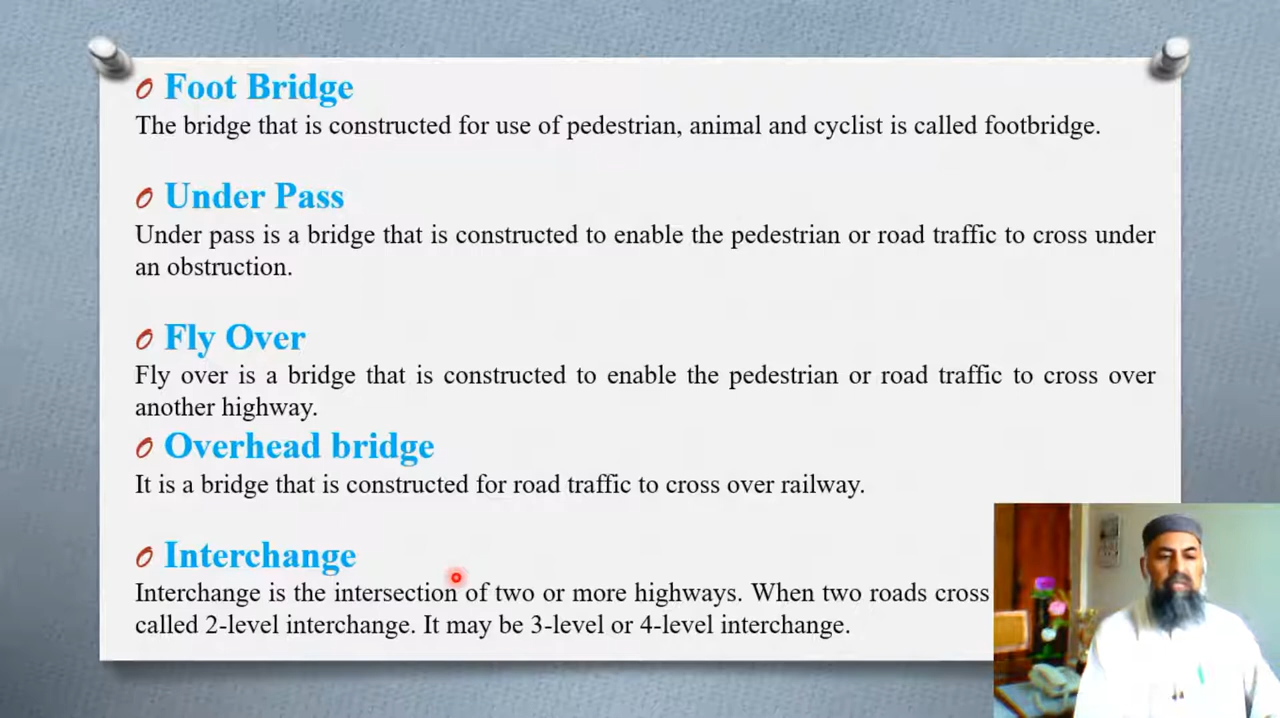 Foot Bridge
The bridge that is constructed for use of pedestrian, animal and cyclist is called footbridge.
Under Pass
Under pass is a bridge that is constructed to enable the pedestrian or road traffic to cross under
an obstruction.
Fly Over
Fly over is a bridge that is constructed to enable the pedestrian or road traffic to cross over
another highway.
Overhead bridge
It is a bridge that is constructed for road traffic to cross over railway.
Interchange
Interchange is the intersection of two or more highways. When two roads cross
called 2-level interchange. It may be 3-level or 4-level interchange.